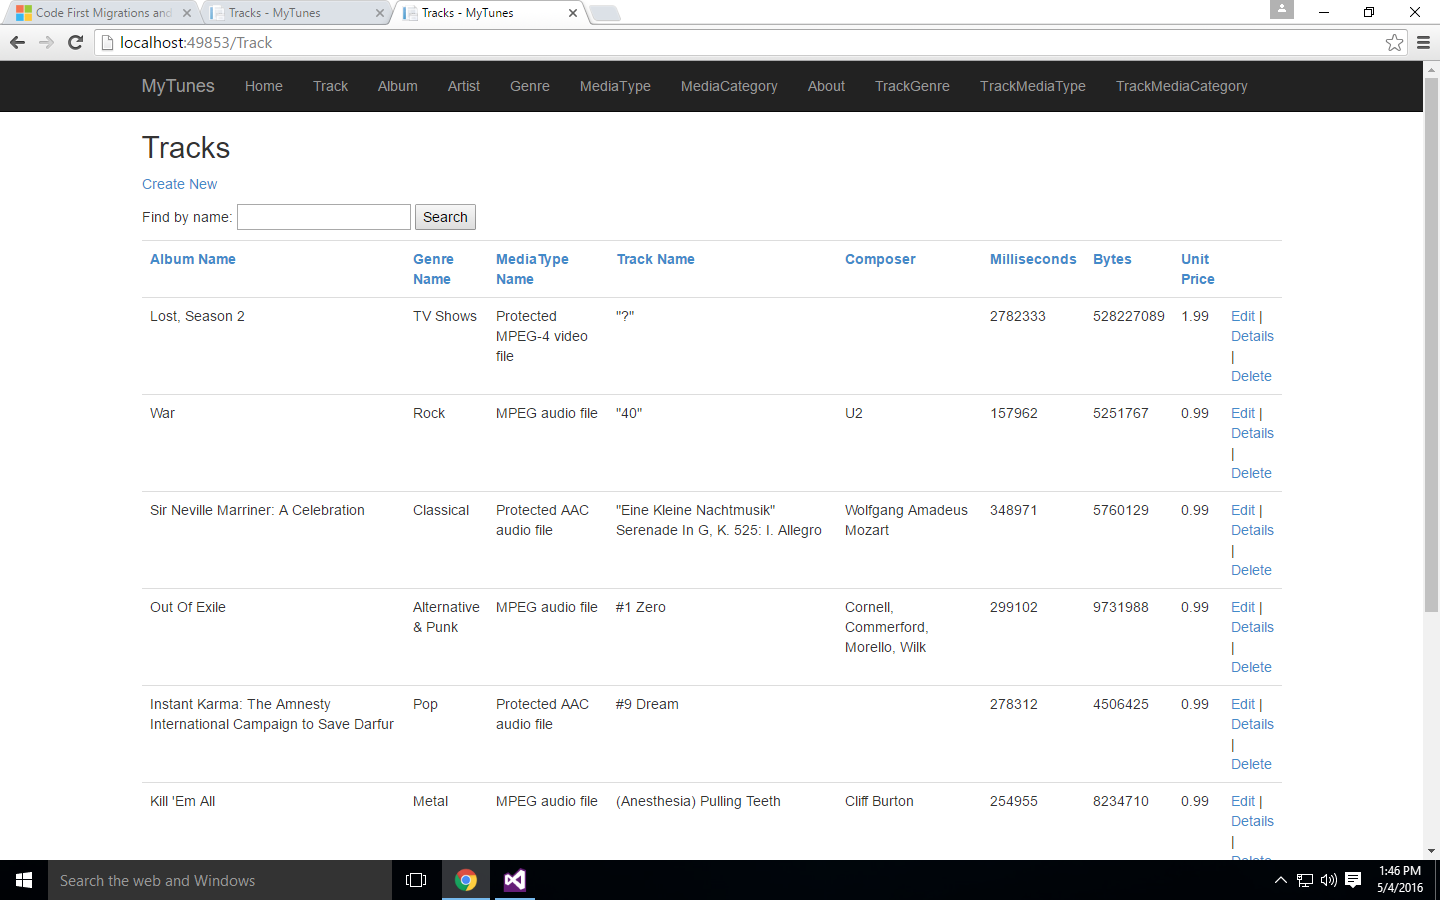 Code First Migrations and
Tracks - MyTunes
Tracks - MyTunes
localhost:49853/Track
MyTunes Home Track Album Artist Genre MediaType MediaCategory About TrackGenre TrackMediaType TrackMediaCategory
Tracks
Create New
Find by name: Search
Album Name Genre Name MediaType Name Track Name Composer Milliseconds Bytes Unit Price
Lost, Season 2 TV Shows Protected MPEG-4 video file "?" 2782333 528227089 1.99 Edit | Details | Delete
War Rock MPEG audio file "40" U2 157962 5251767 0.99 Edit | Details | Delete
Sir Neville Marriner: A Celebration Classical Protected AAC audio file "Eine Kleine Nachtmusik" Serenade In G, K. 525: I. Allegro Wolfgang Amadeus Mozart 348971 5760129 0.99 Edit | Details | Delete
Out Of Exile Alternative & Punk MPEG audio file #1 Zero Cornell, Commerford, Morello, Wilk 299102 9731988 0.99 Edit | Details | Delete
Instant Karma: The Amnesty International Campaign to Save Darfur Pop Protected AAC audio file #9 Dream 278312 4506425 0.99 Edit | Details | Delete
Kill 'Em All Metal MPEG audio file (Anesthesia) Pulling Teeth Cliff Burton 254955 8234710 0.99 Edit | Details | Delete
Search the web and Windows
1:46 PM
5/4/2016